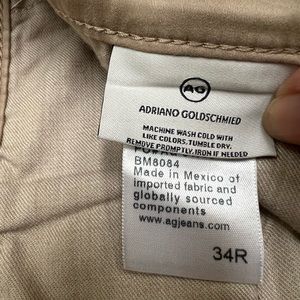 AG
ADRIANO GOLDSCHMIED
MACHINE WASH COLD WITH
LIKE COLORS. TUMBLE DRY.
REMOVE PROMPTLY. IRON IF NEEDED
BM8084
Made in Mexico of
imported fabric and
globally sourced
components
www.agjeans.com
34R